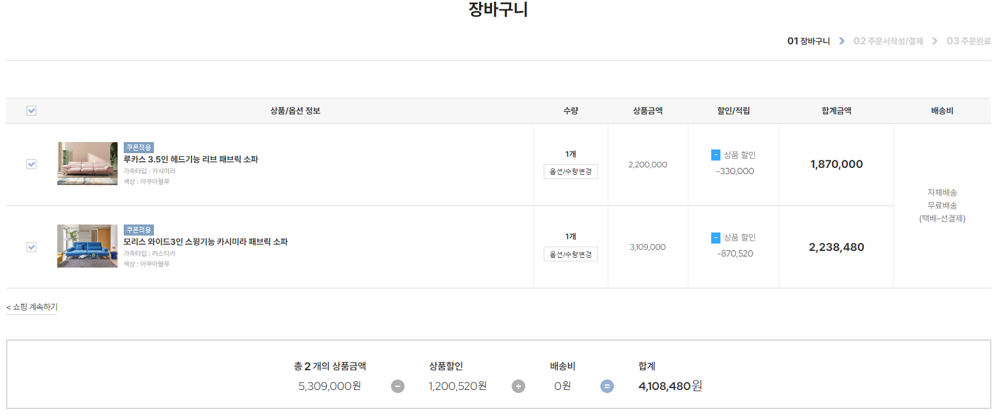 장바구니
01 장바구니 02 주문서작성/결제 03 주문완료
상품/옵션 정보 수량 상품금액 할인/적립 합계금액 배송비
쿠폰적용
루카스 3.5인 헤드기능 리브 패브릭 소파
가죽타입 : 카시미라
색상 : 아쿠아블루
1개
옵션/수량변경
2,200,000
상품 할인
-330,000
1,870,000
자체배송
무료배송
(택배-선결제)
쿠폰적용
모리스 와이드3인 스윙기능 카시미라 패브릭 소파
가죽타입 : 러스티카
색상 : 아쿠아블루
1개
옵션/수량변경
3,109,000
상품 할인
-870,520
2,238,480
< 쇼핑 계속하기
총 2 개의 상품금액 상품할인 배송비 합계
5,309,000원 - 1,200,520원 + 0원 = 4,108,480원